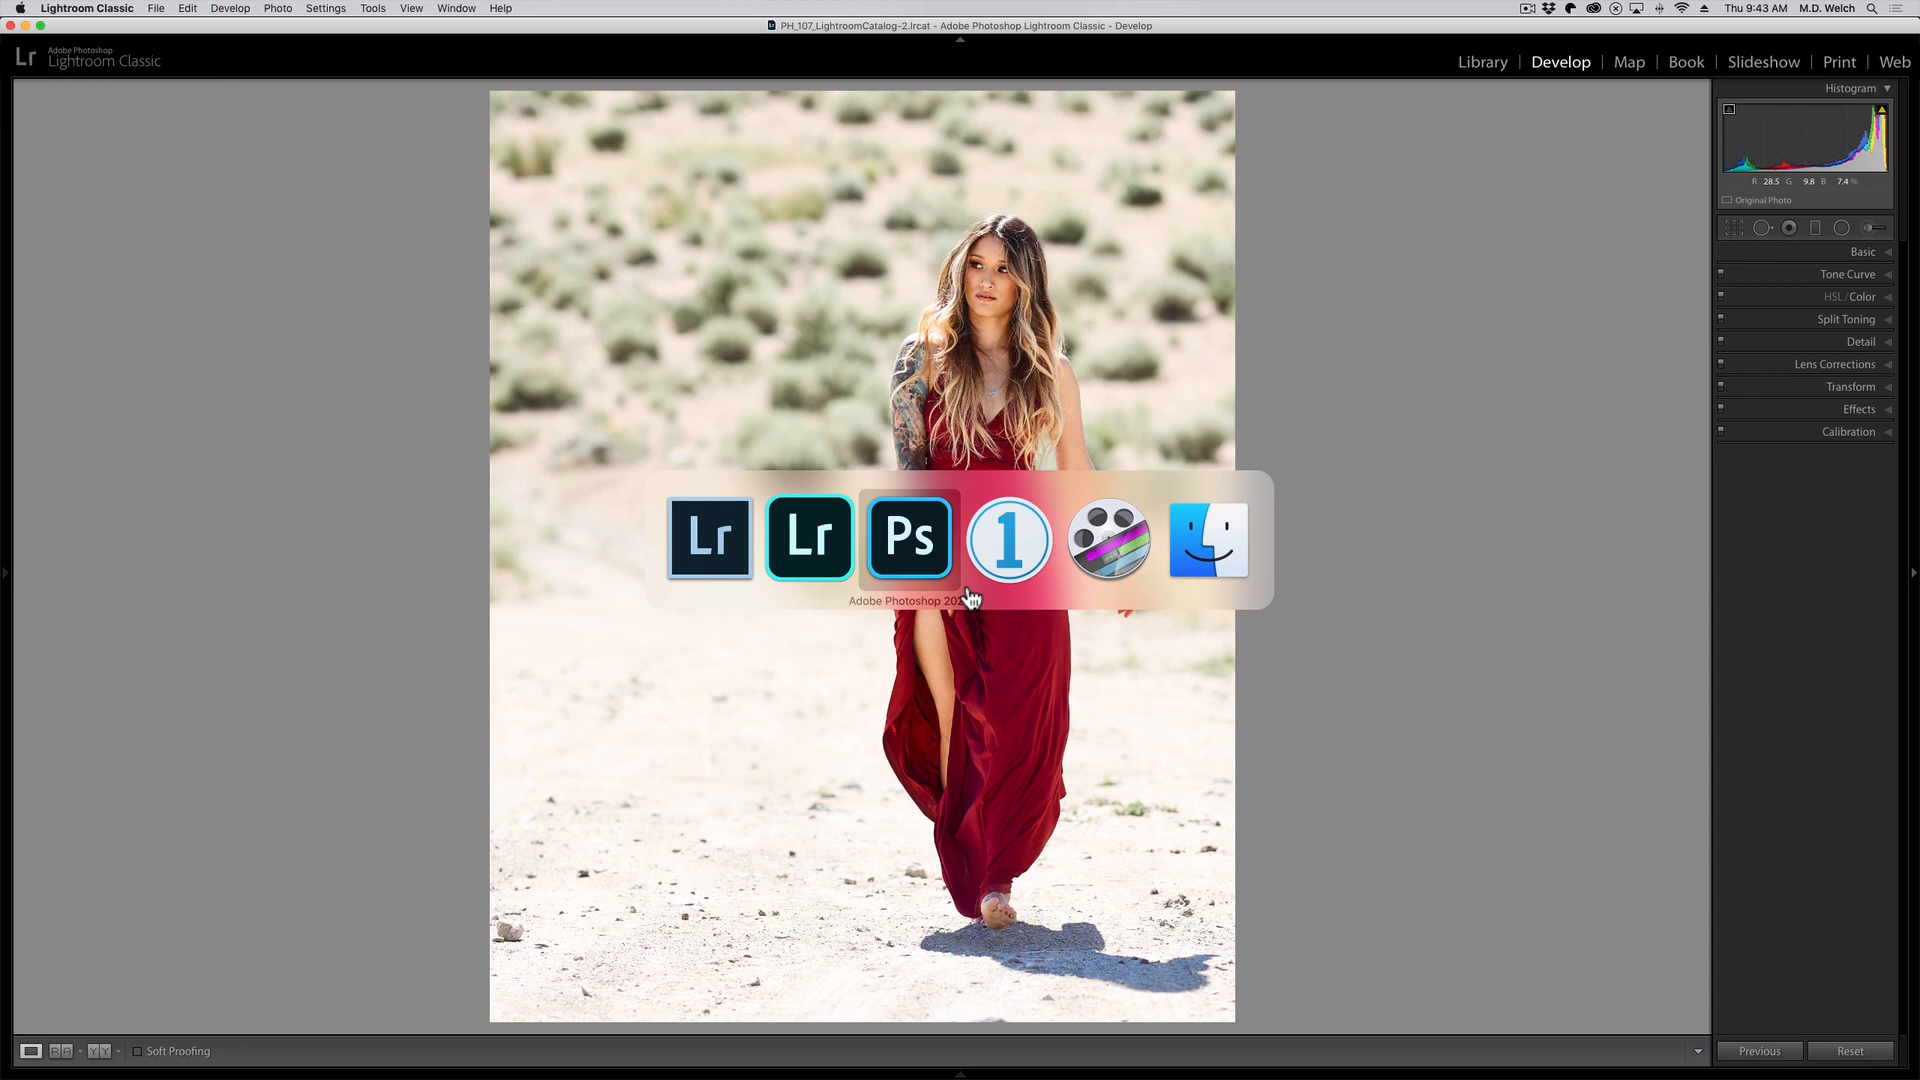 Lightroom Classic File Edit Develop Photo Settings Tools View Window Help Thu 9:43 AM M.D. Welch
PH_107_LightroomCatalog-2.lrcat - Adobe Photoshop Lightroom Classic - Develop
Lr
Adobe Photoshop
Lightroom Classic
Library | Develop | Map | Book | Slideshow | Print | Web
Histogram
R 28.5 G 9.8 B 7.4 %
Original Photo
Basic
Tone Curve
HSL / Color
Split Toning
Detail
Lens Corrections
Transform
Effects
Calibration
Lr Lr Ps 1
Adobe Photoshop
Soft Proofing
Previous Reset